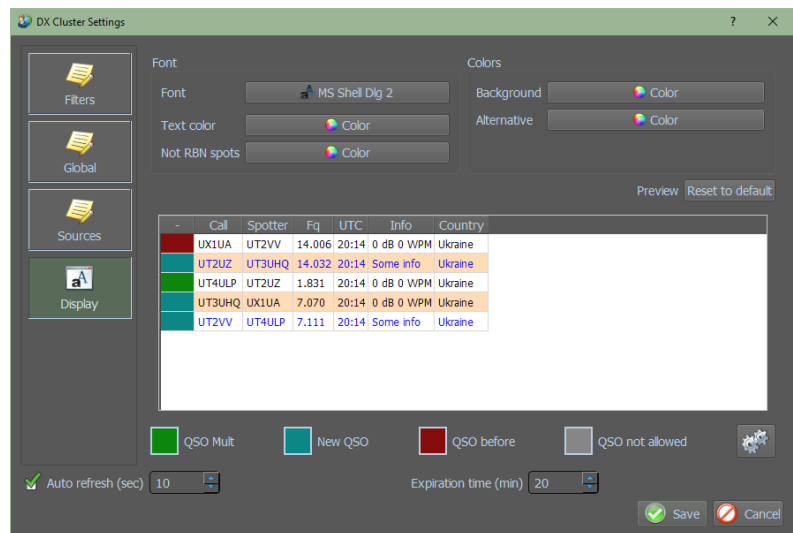 DX Cluster Settings ?
Filters
Global
Sources
Display
Font
Font MS Shell Dlg 2
Text color Color
Not RBN spots Color
Colors
Background Color
Alternative Color
Preview Reset to default
- Call Spotter Fq UTC Info Country
UX1UA UT2VV 14.006 20:14 0 dB 0 WPM Ukraine
UT2UZ UT3UHQ 14.032 20:14 Some info Ukraine
UT4ULP UT2UZ 1.831 20:14 0 dB 0 WPM Ukraine
UT3UHQ UX1UA 7.070 20:14 0 dB 0 WPM Ukraine
UT2VV UT4ULP 7.111 20:14 Some info Ukraine
QSO Mult New QSO QSO before QSO not allowed
Auto refresh (sec) 10 Expiration time (min) 20
Save Cancel